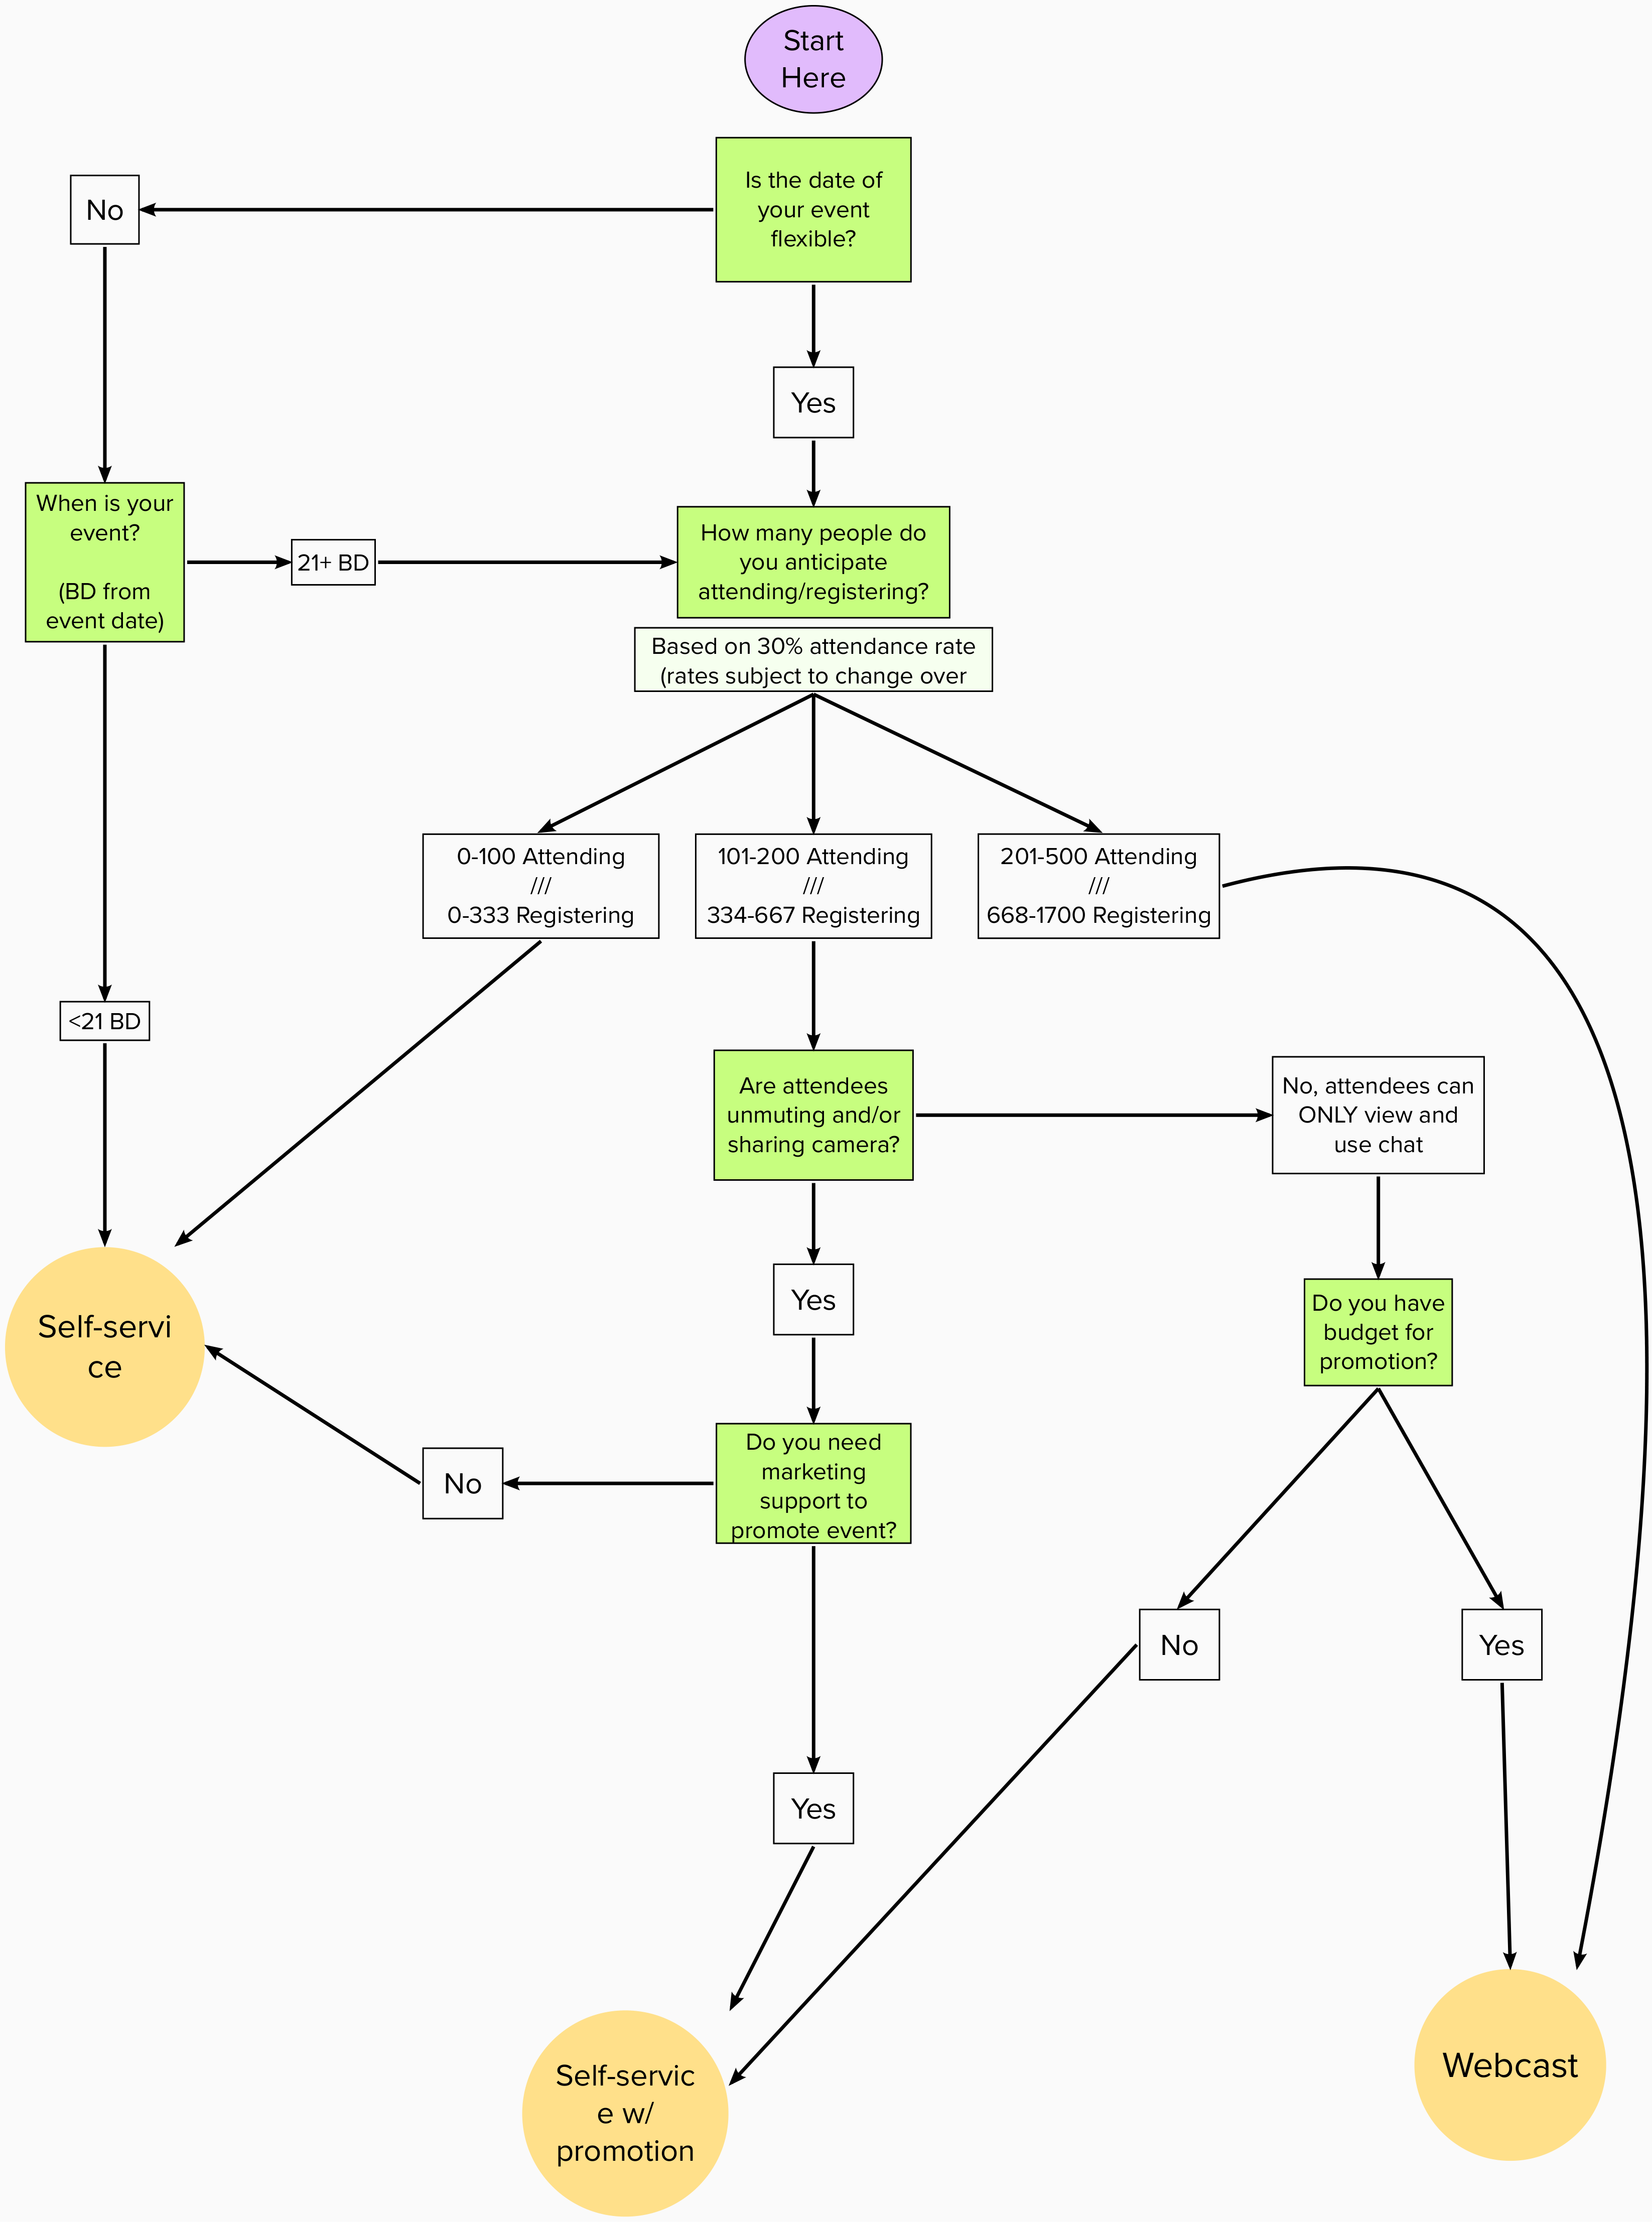 Start
Here
Is the date of
your event
flexible?
No
Yes
When is your
event?
(BD from
event date)
21+ BD
How many people do
you anticipate
attending/registering?
Based on 30% attendance rate
(rates subject to change over
0-100 Attending
///
0-333 Registering
101-200 Attending
///
334-667 Registering
201-500 Attending
///
668-1700 Registering
<21 BD
Are attendees
unmuting and/or
sharing camera?
No, attendees can
ONLY view and
use chat
Yes
Do you have
budget for
promotion?
Self-servi
ce
No
Do you need
marketing
support to
promote event?
No
Yes
Yes
Self-servic
e w/
promotion
Webcast